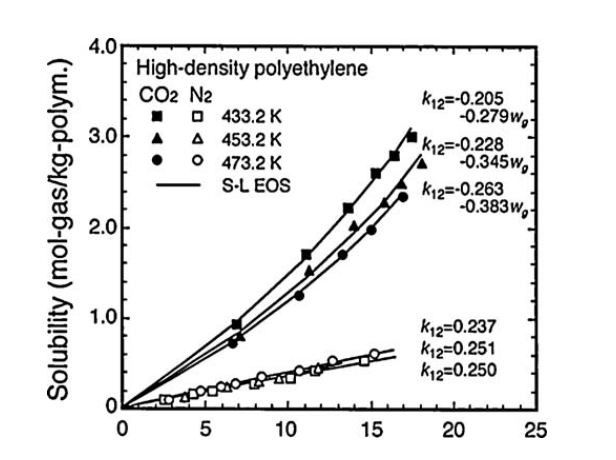 Solubility (mol-gas/kg-polym.)
4.0
3.0
2.0
1.0
0
0
5
10
15
20
25
High-density polyethylene
CO2 N2
433.2 K
453.2 K
473.2 K
S-L EOS
k12=-0.205
-0.279wg
k12=-0.228
-0.345wg
k12=-0.263
-0.383wg
k12=0.237
k12=0.251
k12=0.250